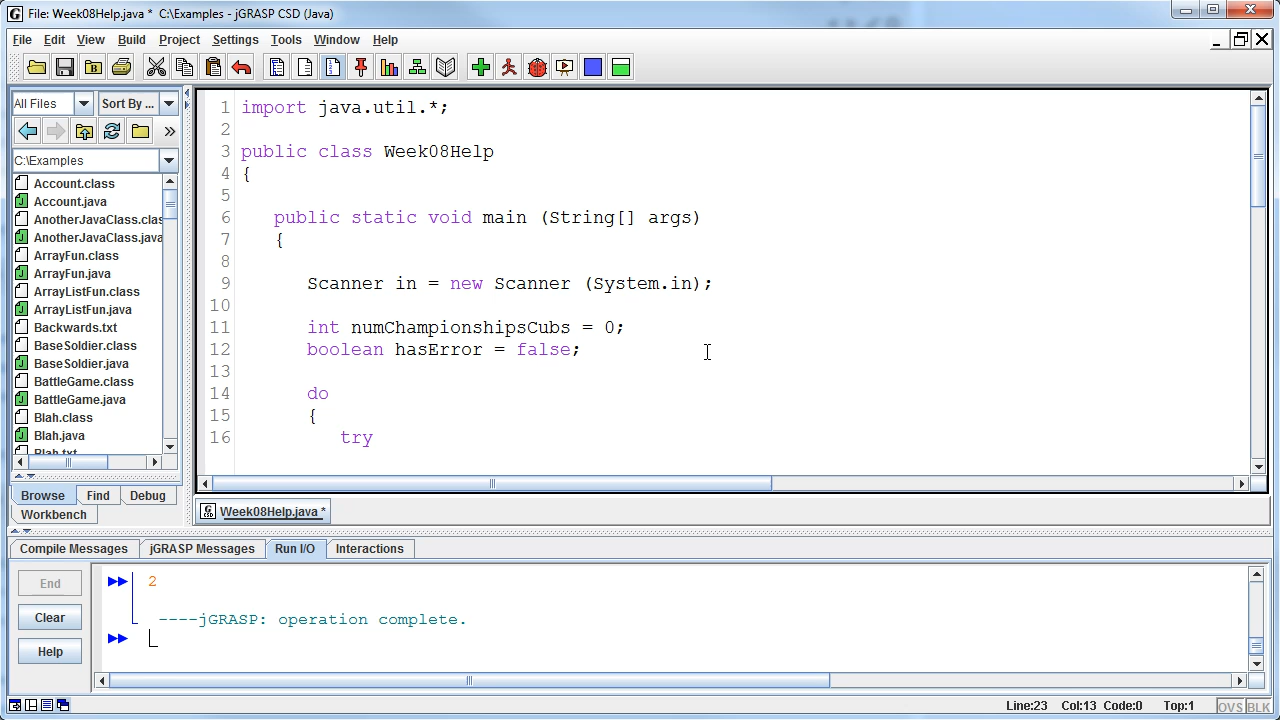 File: Week08Help.java *  C:\Examples - jGRASP CSD (Java)
File Edit View Build Project Settings Tools Window Help
All Files Sort By ...
C:\Examples
Account.class
Account.java
AnotherJavaClass.clas
AnotherJavaClass.java
ArrayFun.class
ArrayFun.java
ArrayListFun.class
ArrayListFun.java
Backwards.txt
BaseSoldier.class
BaseSoldier.java
BattleGame.class
BattleGame.java
Blah.class
Blah.java
Blah.txt
Browse Find Debug
Workbench
1 import java.util.*;
2
3 public class Week08Help
4 {
5
6 public static void main (String[] args)
7 {
8
9 Scanner in = new Scanner (System.in);
10
11 int numChampionshipsCubs = 0;
12 boolean hasError = false;
13
14 do
15 {
16 try
Week08Help.java *
Compile Messages jGRASP Messages Run I/O Interactions
End
Clear
Help
2
----jGRASP: operation complete.
Line:23 Col:13 Code:0 Top:1 OVS BLK